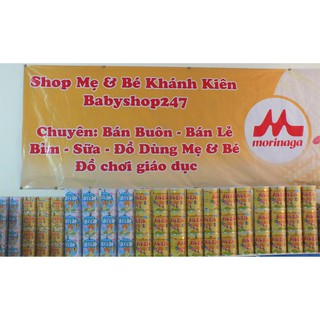 Shop Mẹ & Bé Khánh Kiên
Babyshop247
Chuyên: Bán Buôn - Bán Lẻ
Bỉm - Sữa - Đồ Dùng Mẹ & Bé
Đồ chơi giáo dục
morinaga